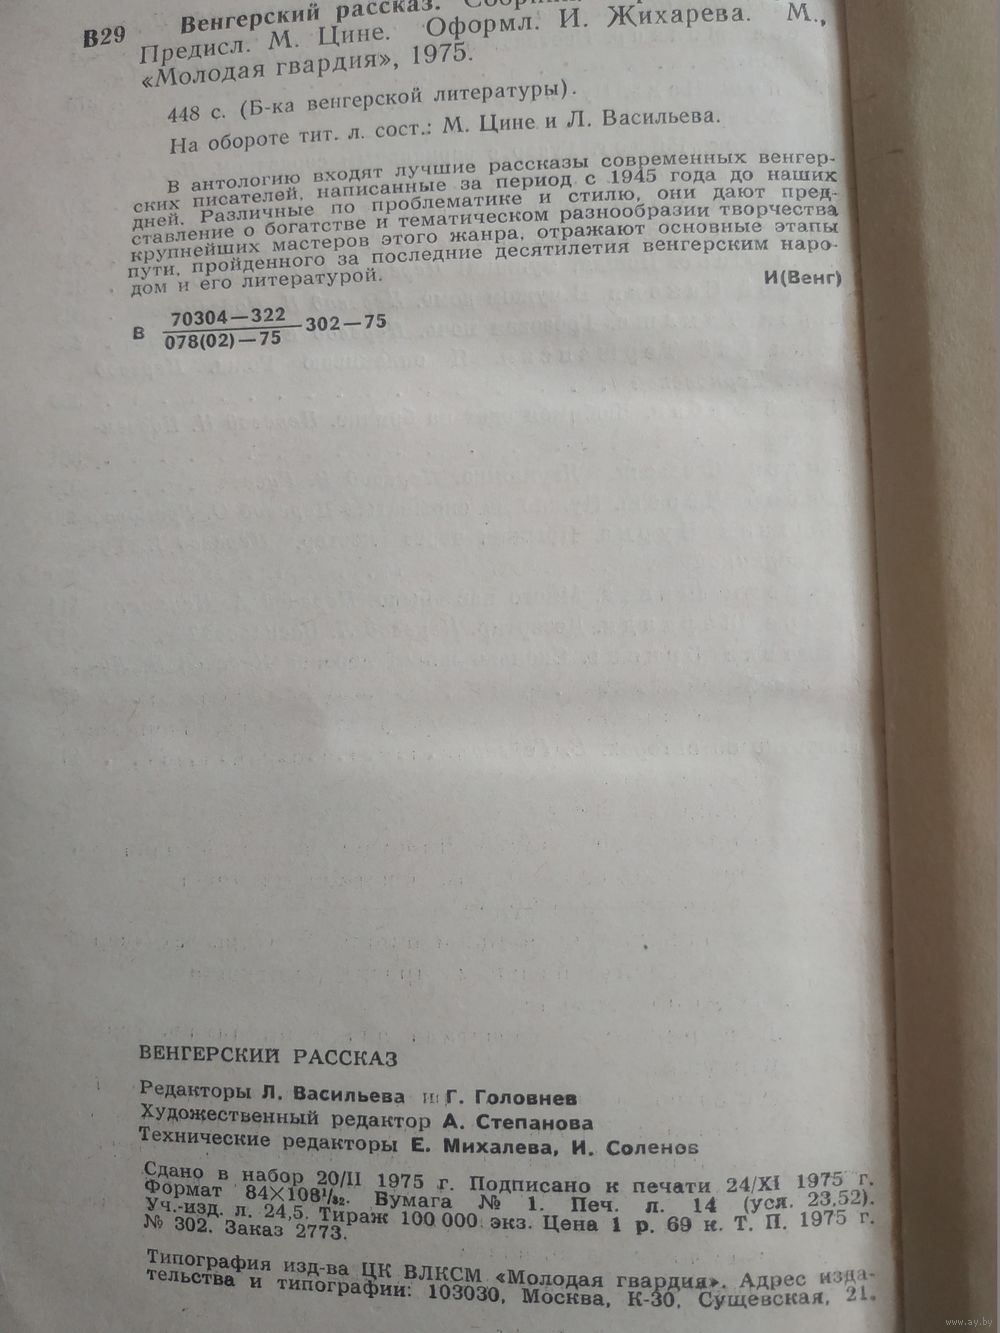 В29 Венгерский рассказ.
Предисл. М. Цине. Оформл. И. Жихарева. М.,
«Молодая гвардия», 1975.
448 с. (Б-ка венгерской литературы).
На обороте тит. л. сост.: М. Цине и Л. Васильева.
В антологию входят лучшие рассказы современных венгер-
ских писателей, написанные за период с 1945 года до наших
дней. Различные по проблематике и стилю, они дают пред-
ставление о богатстве и тематическом разнообразии творчества
крупнейших мастеров этого жанра, отражают основные этапы
пути, пройденного за последние десятилетия венгерским наро-
дом и его литературой.
И(Венг)
В 70304—322
078(02)—75 302—75
ВЕНГЕРСКИЙ РАССКАЗ
Редакторы Л. Васильева и Г. Головнев
Художественный редактор А. Степанова
Технические редакторы Е. Михалева, И. Соленов
Сдано в набор 20/II 1975 г. Подписано к печати 24/XI 1975 г.
Формат 84×108¹/₃₂. Бумага № 1. Печ. л. 14 (усл. 23,52).
Уч.-изд. л. 24,5. Тираж 100 000 экз. Цена 1 р. 69 к. Т. П. 1975 г.
№ 302. Заказ 2773.
Типография изд-ва ЦК ВЛКСМ «Молодая гвардия». Адрес изда-
тельства и типографии: 103030, Москва, К-30, Сущевская, 21.
www.ay.by